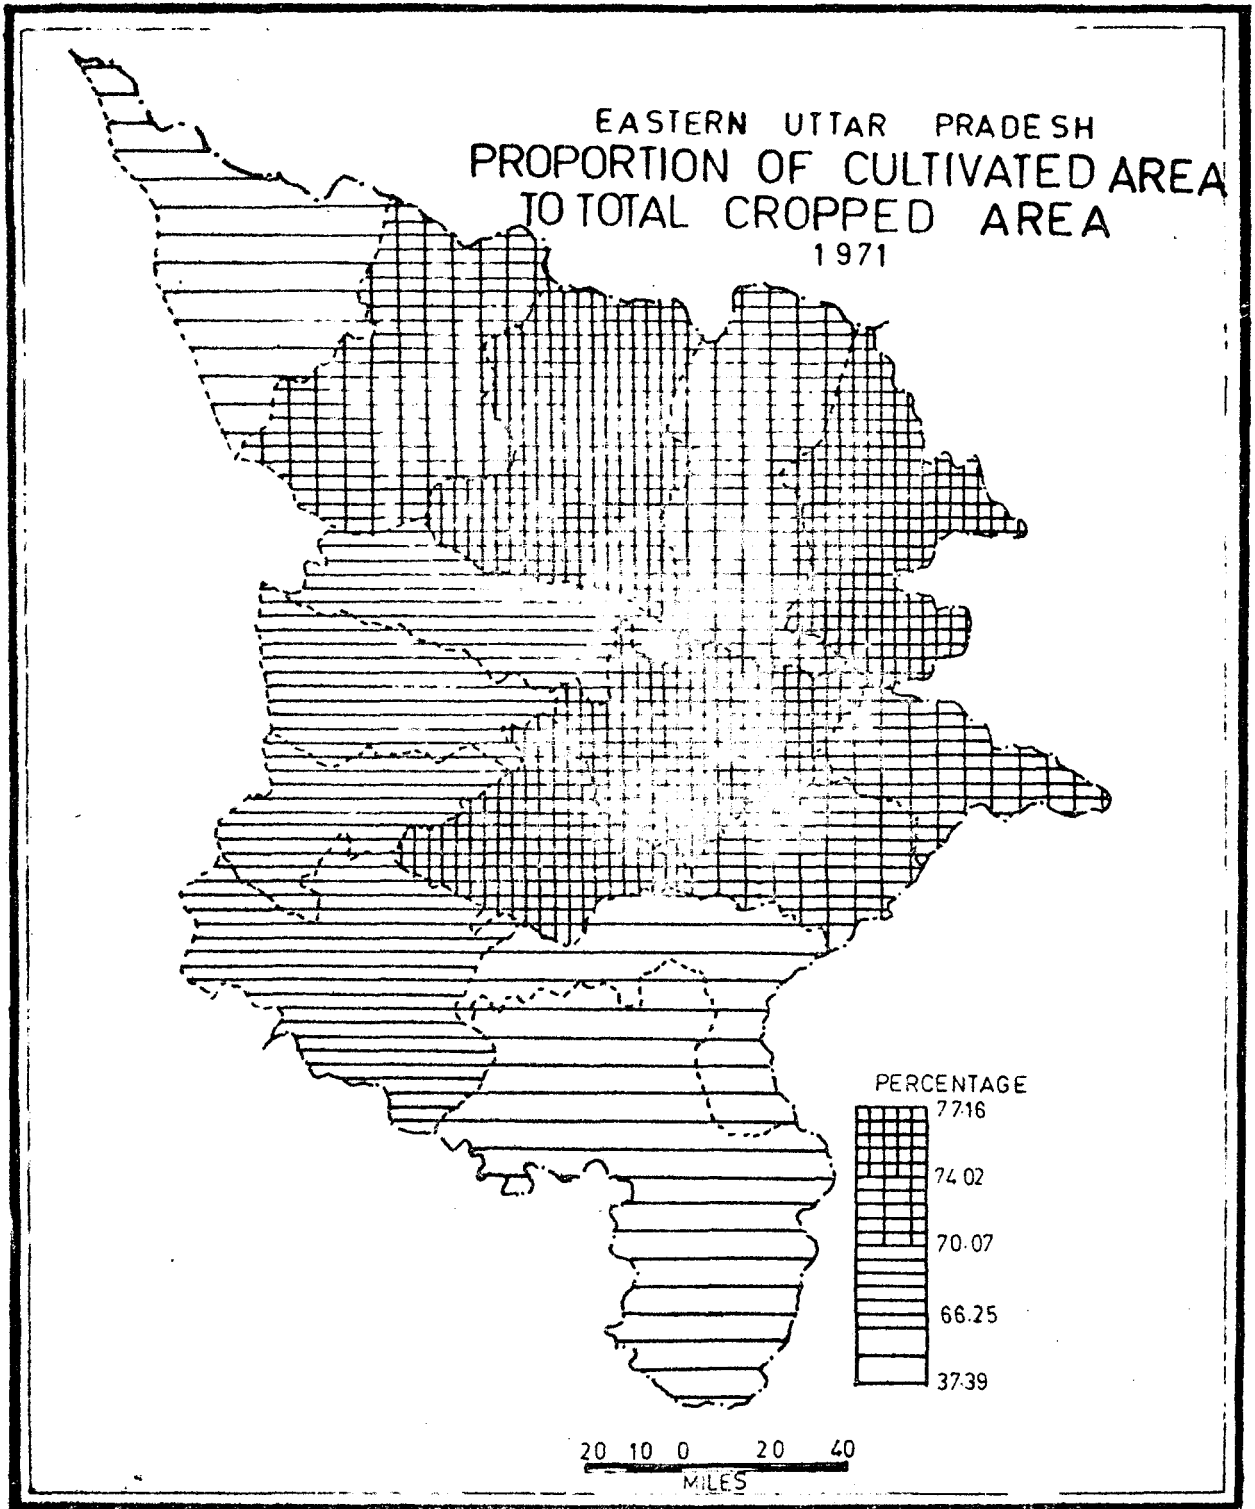 EASTERN UTTAR PRADESH
PROPORTION OF CULTIVATED AREA
TO TOTAL CROPPED AREA
1971
PERCENTAGE
77.16
74.02
70.07
66.25
37.39
20 10 0 20 40
MILES